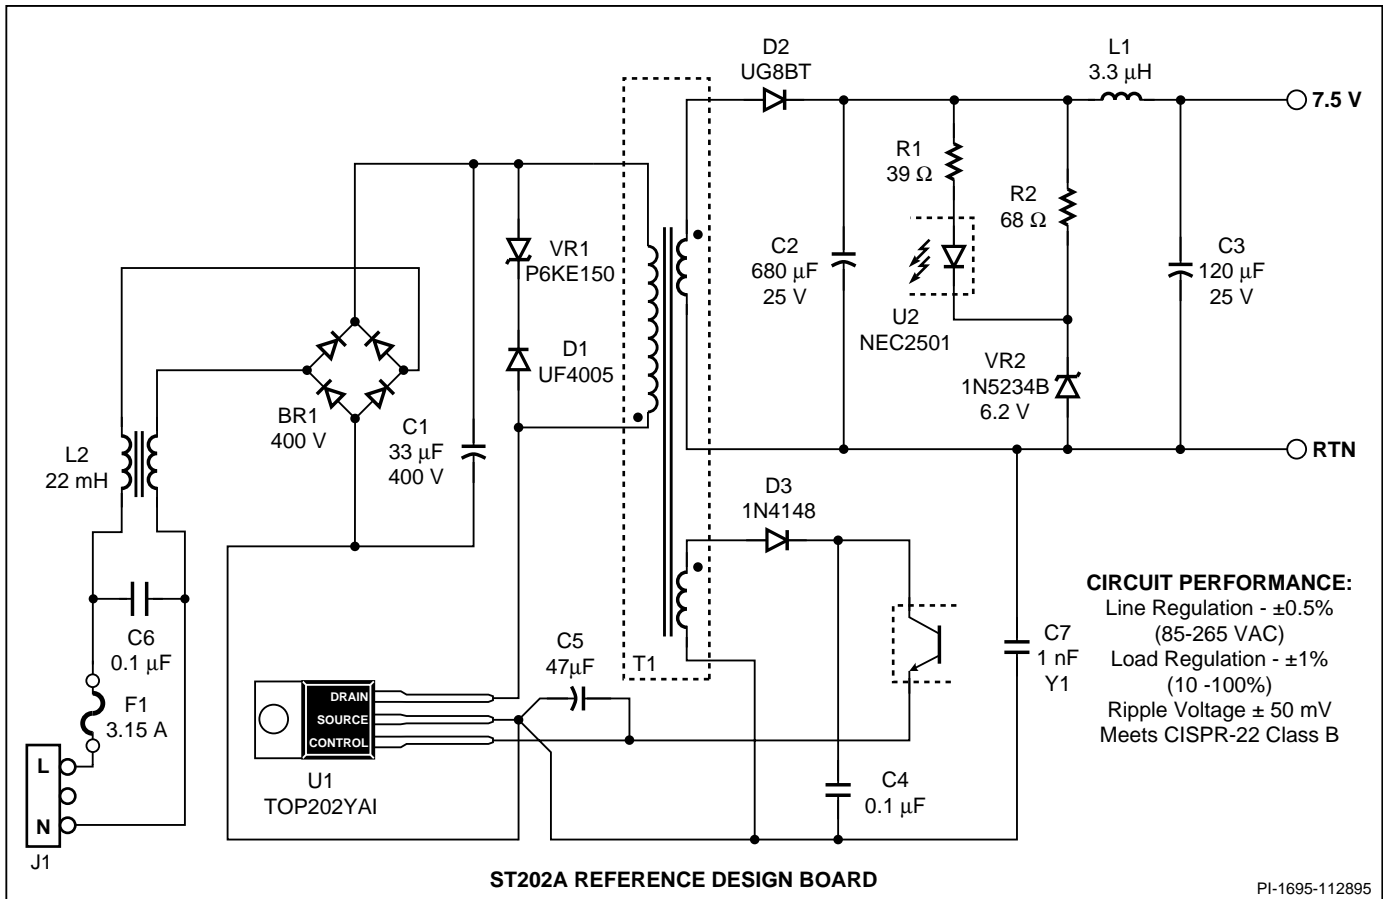 D2
UG8BT
L1
3.3 µH
7.5 V
R1
39 Ω
R2
68 Ω
VR1
P6KE150
C2
680 µF
25 V
C3
120 µF
25 V
U2
NEC2501
D1
UF4005
VR2
1N5234B
6.2 V
BR1
400 V
C1
33 µF
400 V
L2
22 mH
RTN
D3
1N4148
CIRCUIT PERFORMANCE:
Line Regulation - ±0.5%
(85-265 VAC)
Load Regulation - ±1%
(10 -100%)
Ripple Voltage ± 50 mV
Meets CISPR-22 Class B
C6
0.1 µF
C5
47µF
T1
C7
1 nF
Y1
F1
3.15 A
DRAIN
SOURCE
CONTROL
L
N
J1
U1
TOP202YAI
C4
0.1 µF
ST202A REFERENCE DESIGN BOARD
PI-1695-112895